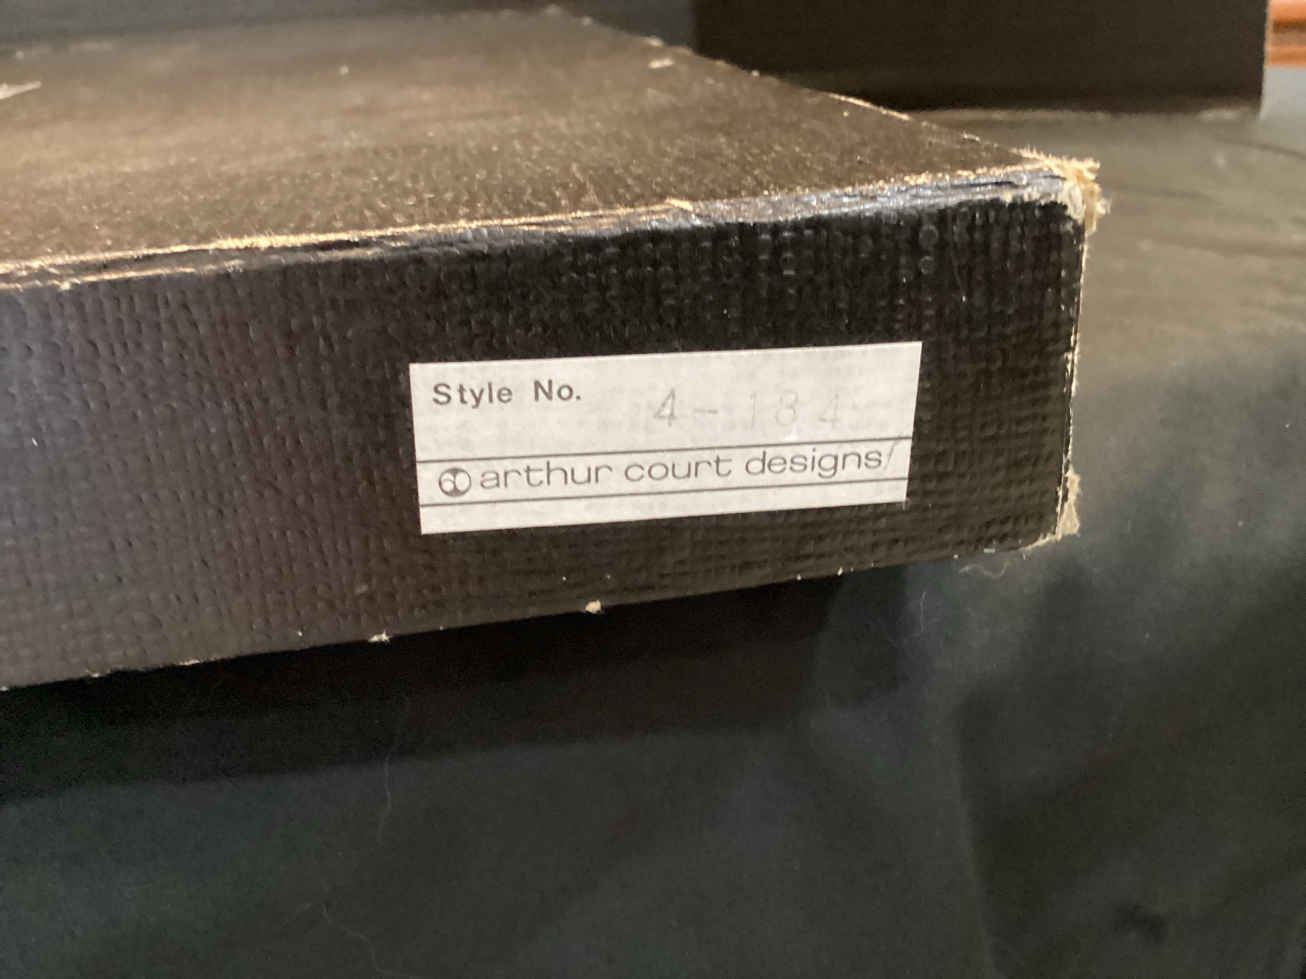 Style No. 4-184
arthur court designs/